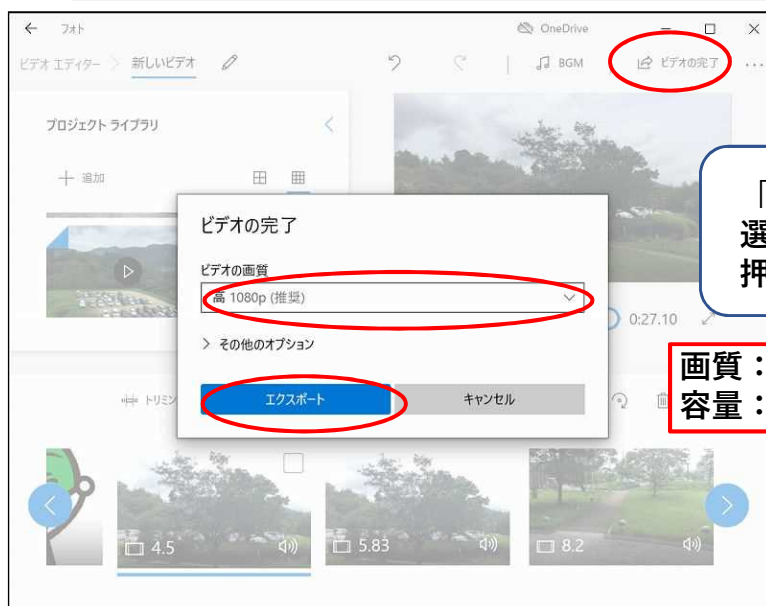 フォト
OneDrive
ビデオ エディター
新しいビデオ
BGM
ビデオの完了
プロジェクト ライブラリ
追加
「
選
押
ビデオの完了
ビデオの画質
高 1080p (推奨)
その他のオプション
エクスポート
キャンセル
0:27.10
画質：
容量：
トリミン
4.5
5.83
8.2